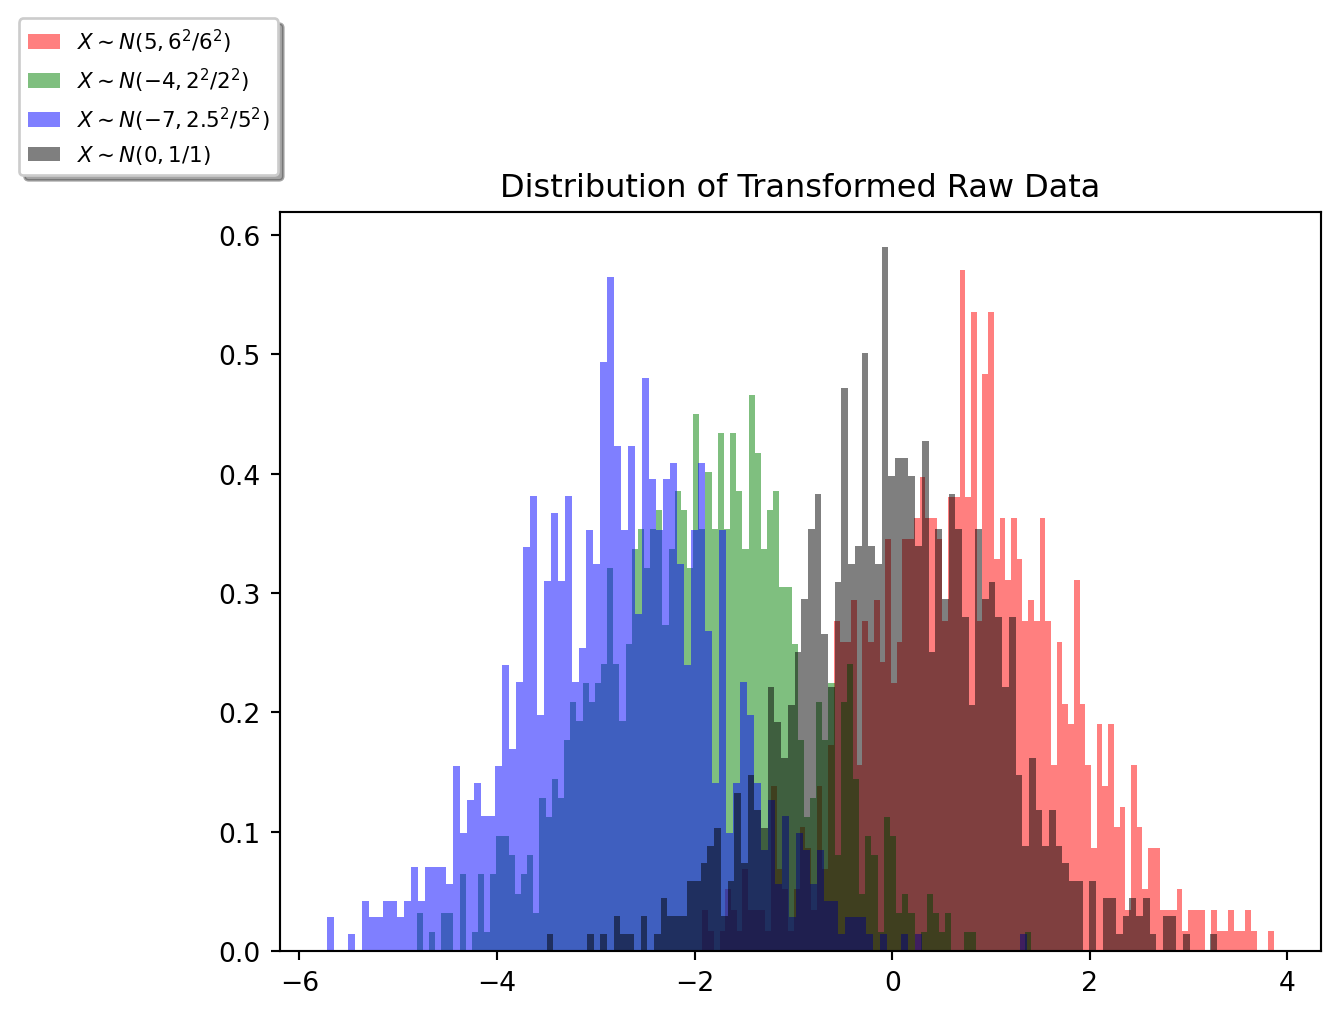 X ~ N(5, 6²/6²)
X ~ N(−4, 2²/2²)
X ~ N(−7, 2.5²/5²)
X ~ N(0, 1/1)
Distribution of Transformed Raw Data
0.6
0.5
0.4
0.3
0.2
0.1
0.0
−6 −4 −2 0 2 4